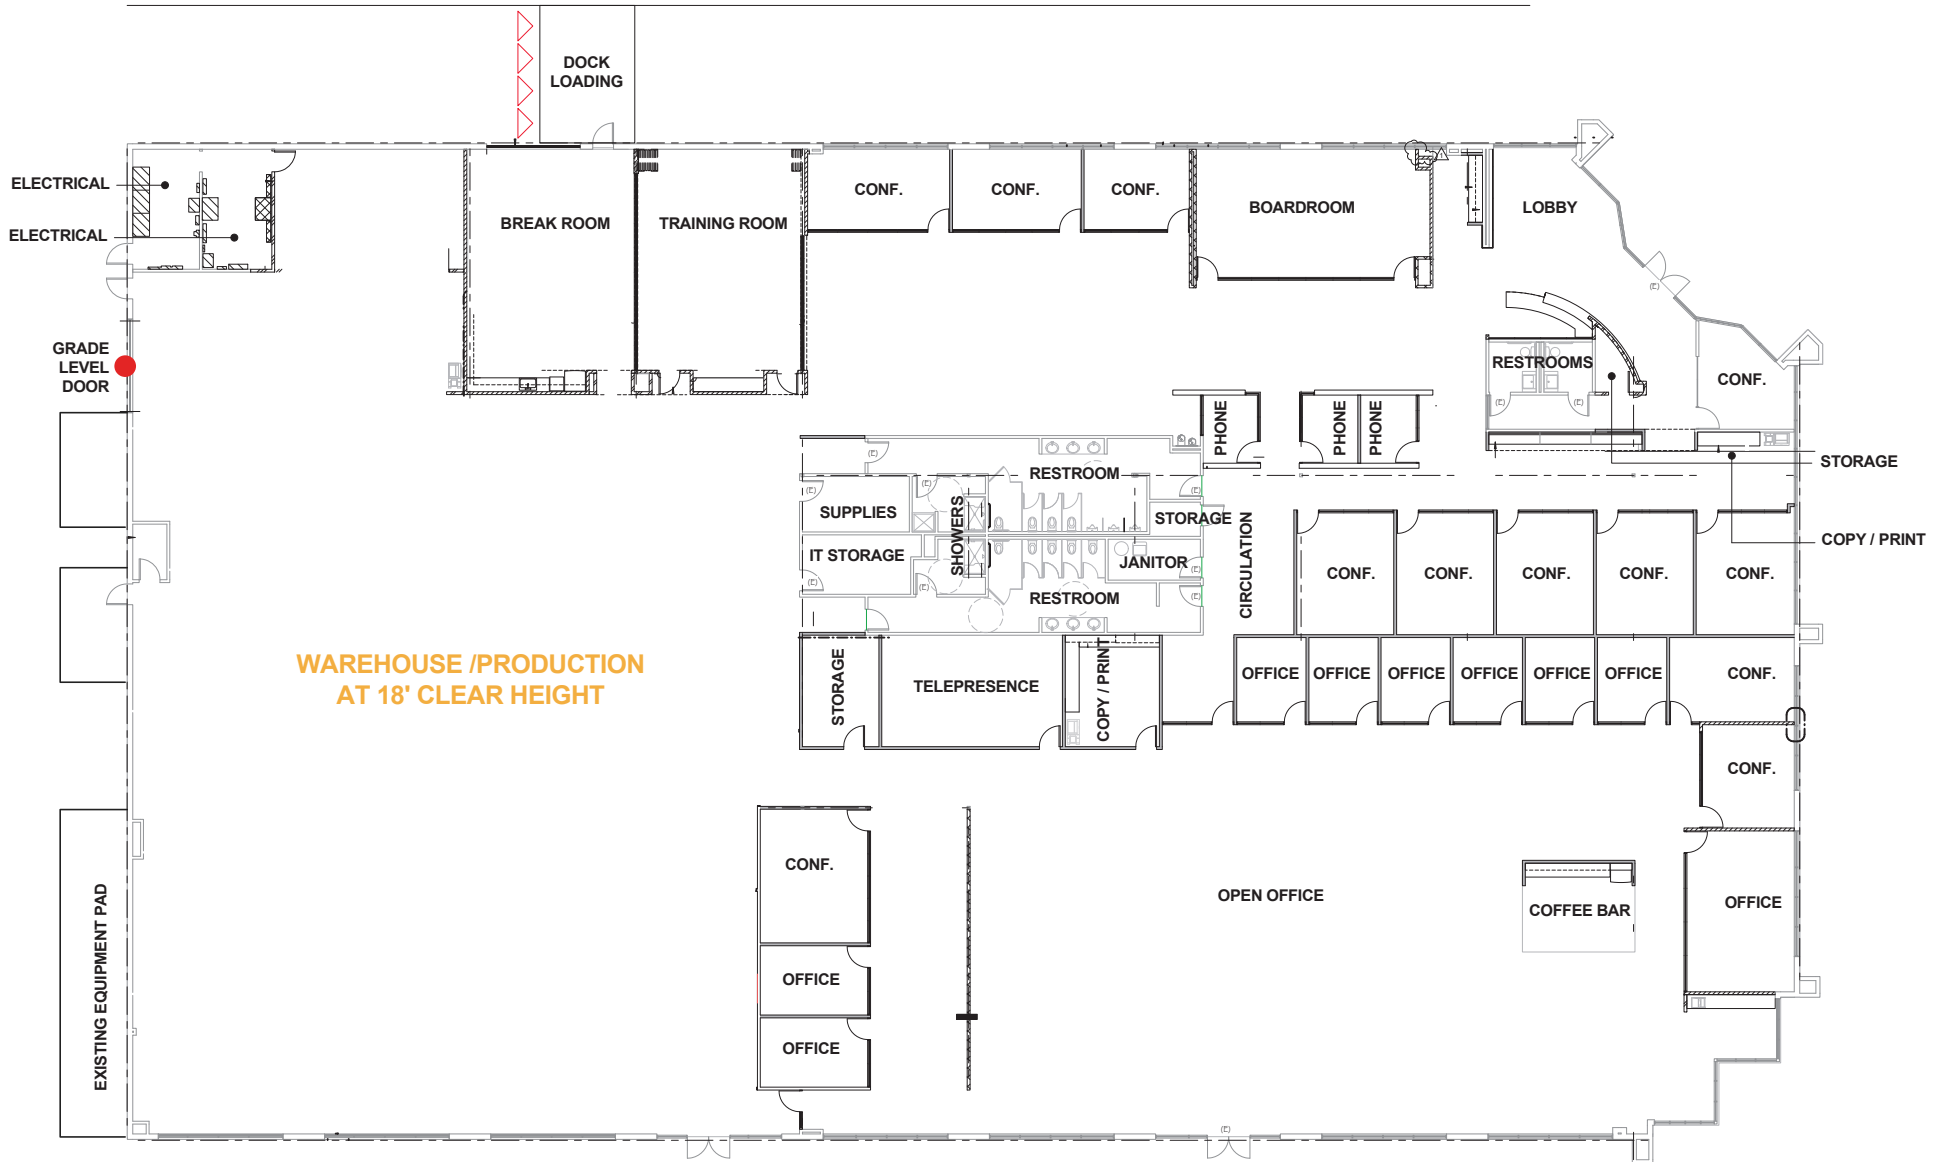 DOCK
LOADING
ELECTRICAL
ELECTRICAL
BREAK ROOM
TRAINING ROOM
CONF.
CONF.
CONF.
BOARDROOM
LOBBY
(E)
GRADE
LEVEL
DOOR
RESTROOMS
CONF.
(E)
(E)
PHONE
PHONE
PHONE
STORAGE
COPY / PRINT
(E)
RESTROOM
(E)
(E)
(E)
SUPPLIES
SHOWERS
STORAGE
(E)
IT STORAGE
JANITOR
(E)
(E)
(E)
(E)
RESTROOM
CIRCULATION
CONF.
CONF.
CONF.
CONF.
CONF.
WAREHOUSE /PRODUCTION
AT 18' CLEAR HEIGHT
STORAGE
TELEPRESENCE
COPY / PRINT
OFFICE
OFFICE
OFFICE
OFFICE
OFFICE
OFFICE
CONF.
CONF.
CONF.
OPEN OFFICE
COFFEE BAR
OFFICE
EXISTING EQUIPMENT PAD
OFFICE
OFFICE
(E)